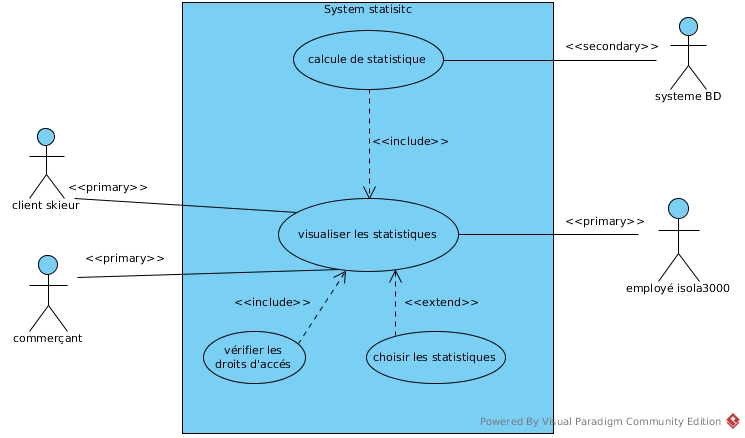 System statisitc
calcule de statistique
<<secondary>>
systeme BD
<<include>>
client skieur
<<primary>>
visualiser les statistiques
<<primary>>
employé isola3000
<<primary>>
commerçant
<<include>>
<<extend>>
vérifier les
droits d'accés
choisir les statistiques
Powered By Visual Paradigm Community Edition